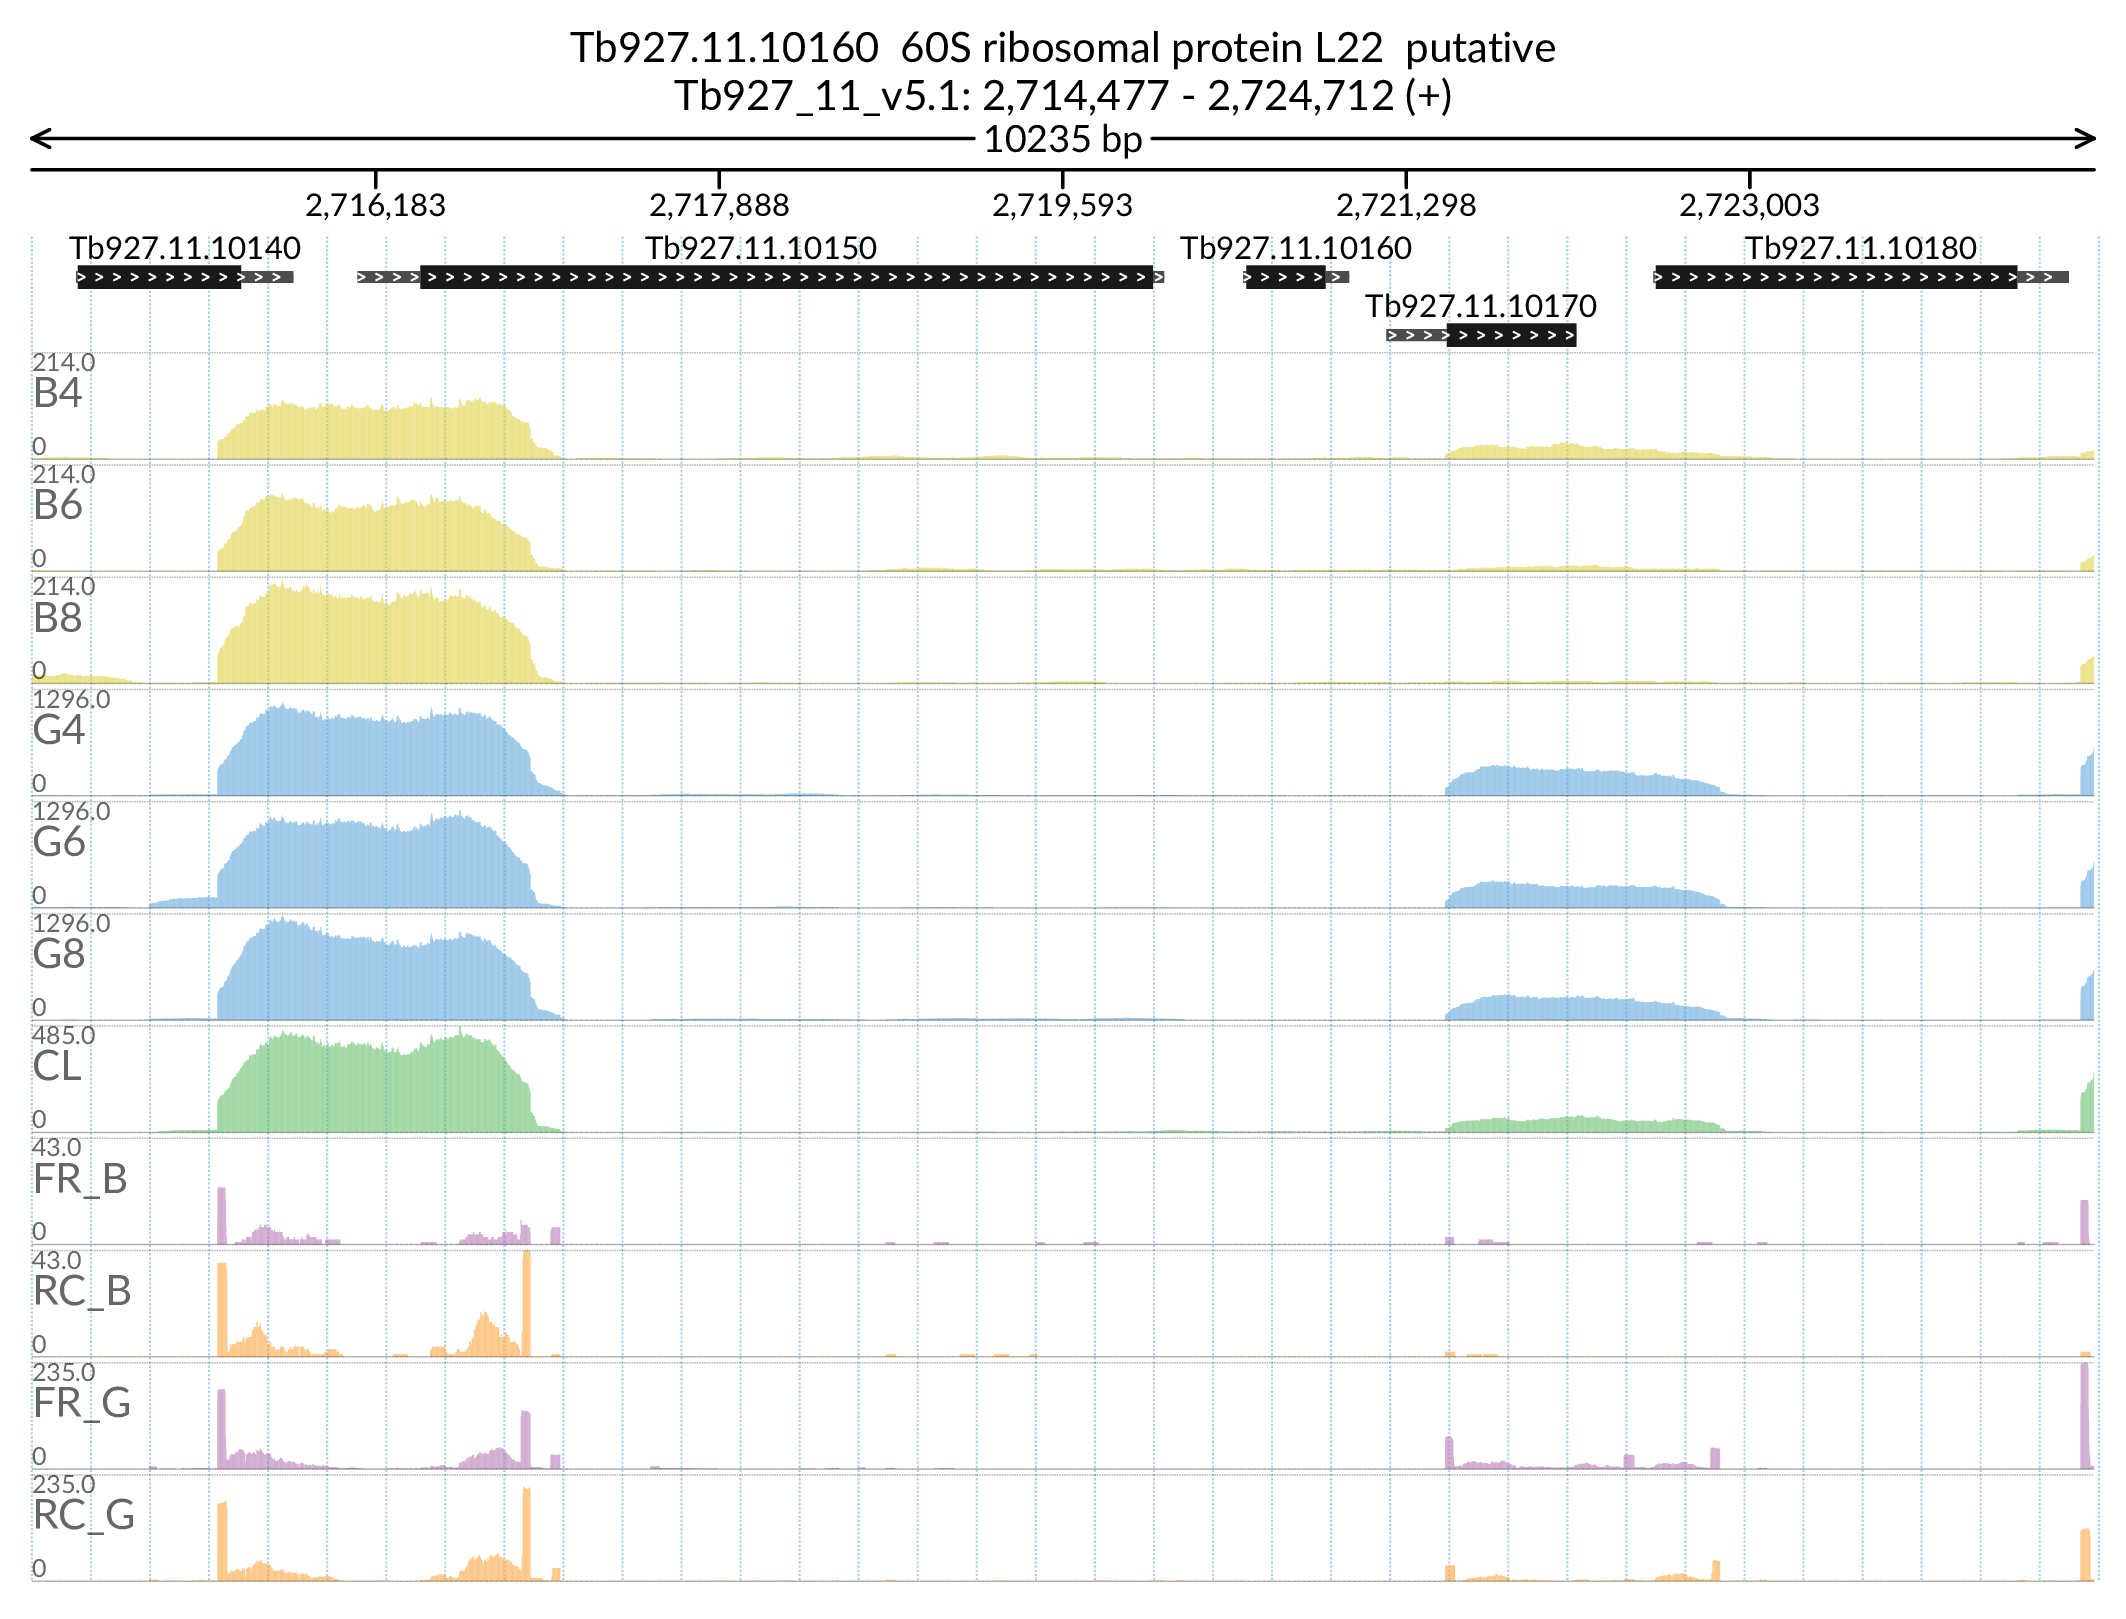 Tb927.11.10160  60S ribosomal protein L22  putative
Tb927_11_v5.1: 2,714,477 - 2,724,712 (+)
10235 bp
2,716,183 2,717,888 2,719,593 2,721,298 2,723,003
Tb927.11.10140 Tb927.11.10150 Tb927.11.10160 Tb927.11.10180
Tb927.11.10170
214.0
B4
0
214.0
B6
0
214.0
B8
0
1296.0
G4
0
1296.0
G6
0
1296.0
G8
0
485.0
CL
0
43.0
FR_B
0
43.0
RC_B
0
235.0
FR_G
0
235.0
RC_G
0